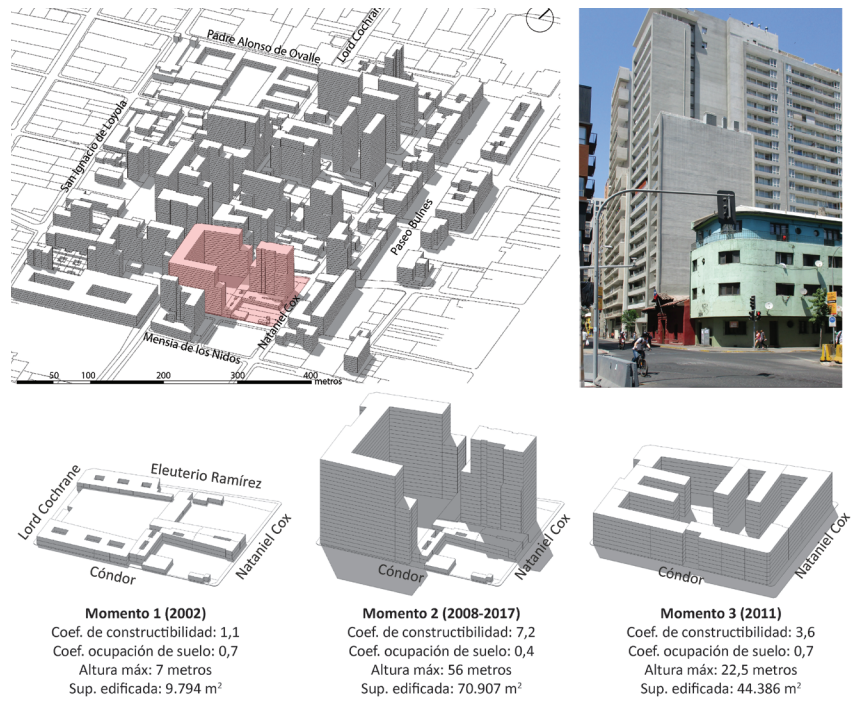 Padre Alonso de Ovalle
Lord Cochrane
San Ignacio de Loyola
Paseo Bulnes
Nataniel Cox
Mensia de los Nidos
50 100 200 300 400
metros
Eleuterio Ramírez
Lord Cochrane
Cóndor
Nataniel Cox
Cóndor
Nataniel Cox
Cóndor
Nataniel Cox
Momento 1 (2002)
Coef. de constructibilidad: 1,1
Coef. ocupación de suelo: 0,7
Altura máx: 7 metros
Sup. edificada: 9.794 m²
Momento 2 (2008-2017)
Coef. de constructibilidad: 7,2
Coef. ocupación de suelo: 0,4
Altura máx: 56 metros
Sup. edificada: 70.907 m²
Momento 3 (2011)
Coef. de constructibilidad: 3,6
Coef. ocupación de suelo: 0,7
Altura máx: 22,5 metros
Sup. edificada: 44.386 m²